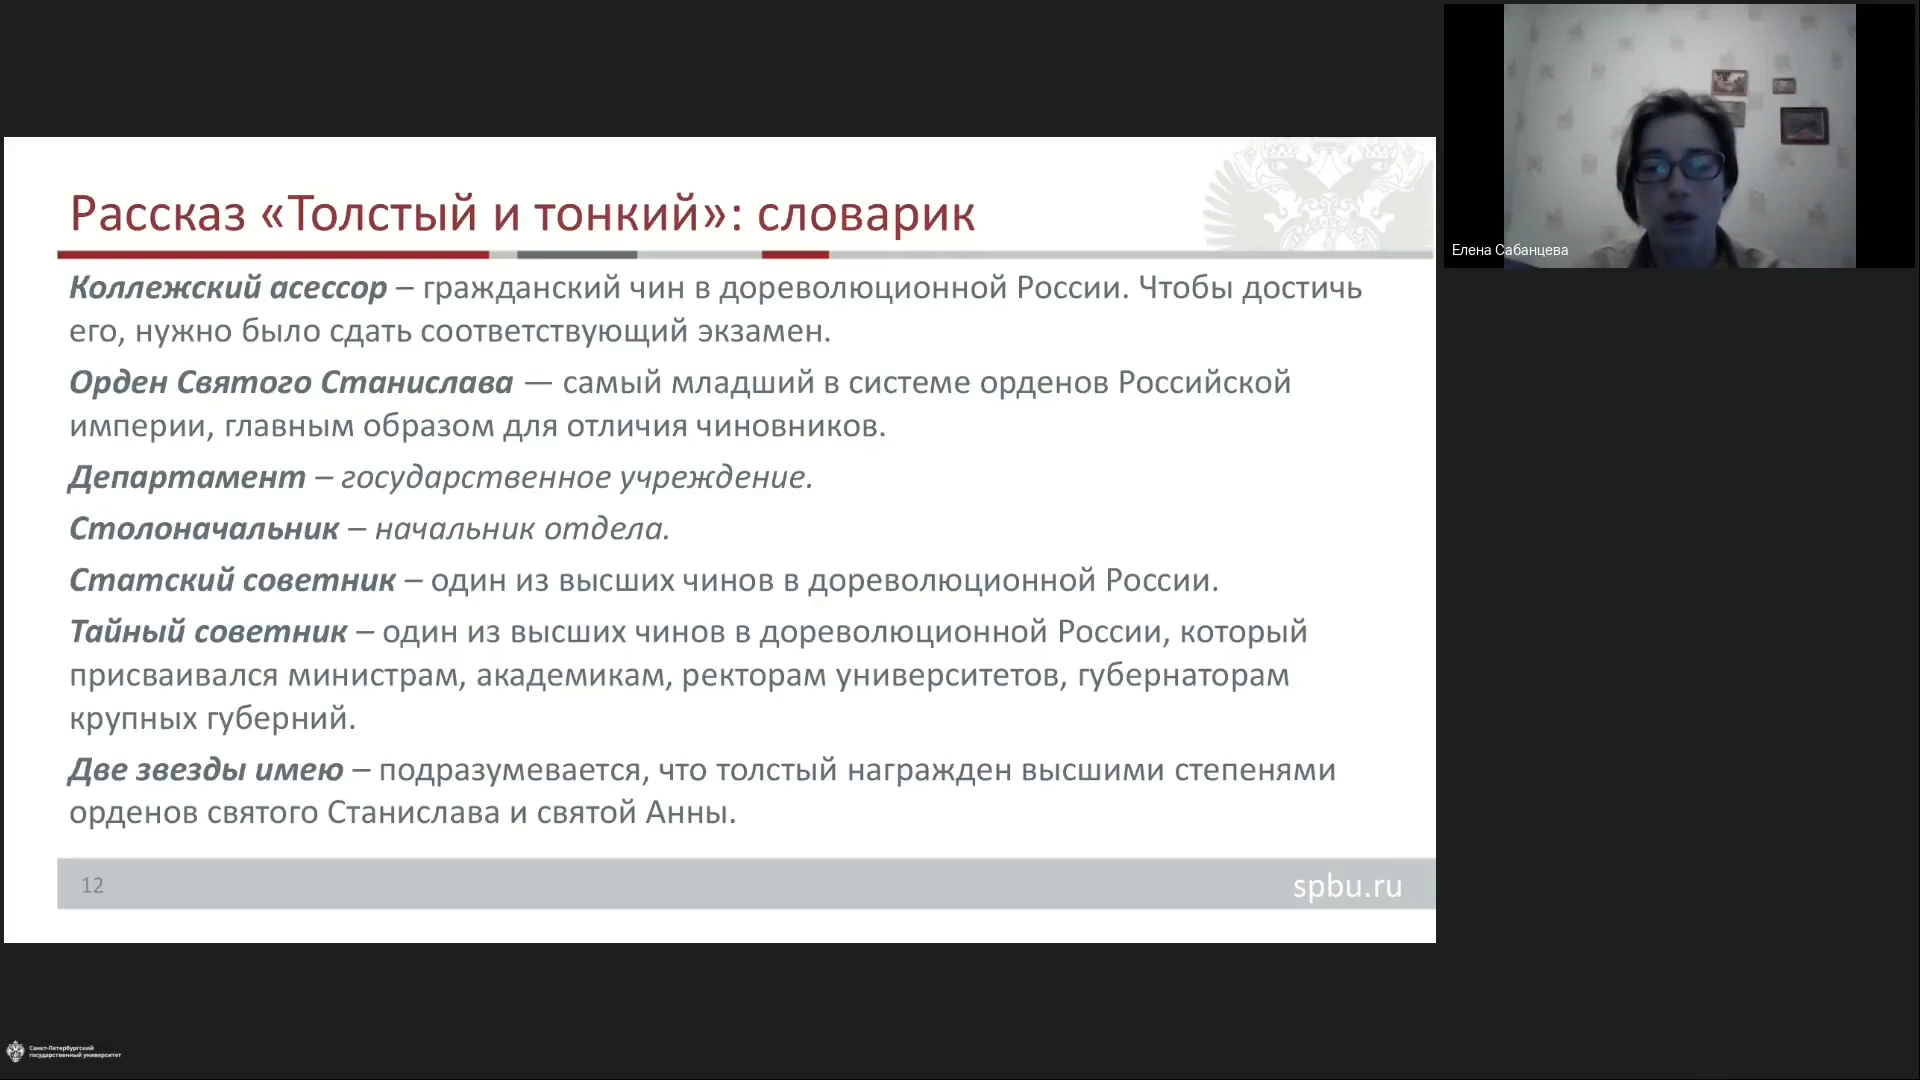 Рассказ «Толстый и тонкий»: словарик
Коллежский асессор – гражданский чин в дореволюционной России. Чтобы достичь
его, нужно было сдать соответствующий экзамен.
Орден Святого Станислава — самый младший в системе орденов Российской
империи, главным образом для отличия чиновников.
Департамент – государственное учреждение.
Столоначальник – начальник отдела.
Статский советник – один из высших чинов в дореволюционной России.
Тайный советник – один из высших чинов в дореволюционной России, который
присваивался министрам, академикам, ректорам университетов, губернаторам
крупных губерний.
Две звезды имею – подразумевается, что толстый награжден высшими степенями
орденов святого Станислава и святой Анны.
12
spbu.ru
Елена Сабанцева
Санкт-Петербургский
государственный университет